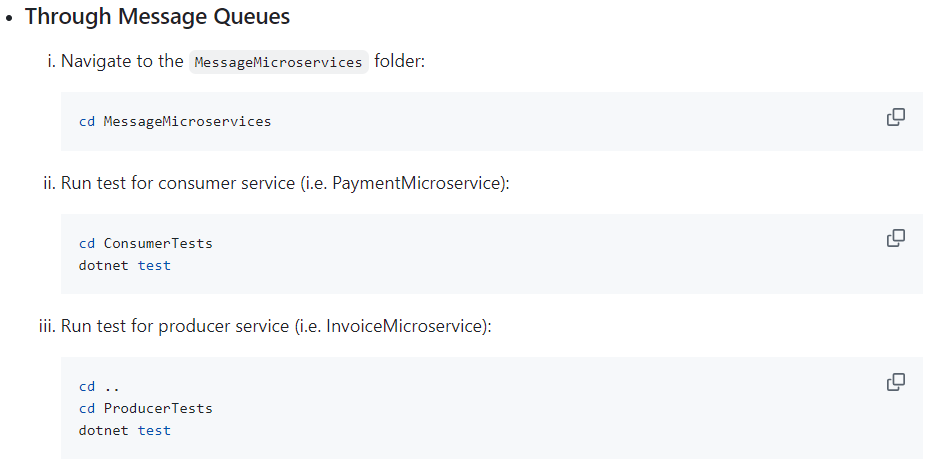 • Through Message Queues
i. Navigate to the MessageMicroservices folder:
cd MessageMicroservices
ii. Run test for consumer service (i.e. PaymentMicroservice):
cd ConsumerTests
dotnet test
iii. Run test for producer service (i.e. InvoiceMicroservice):
cd ..
cd ProducerTests
dotnet test